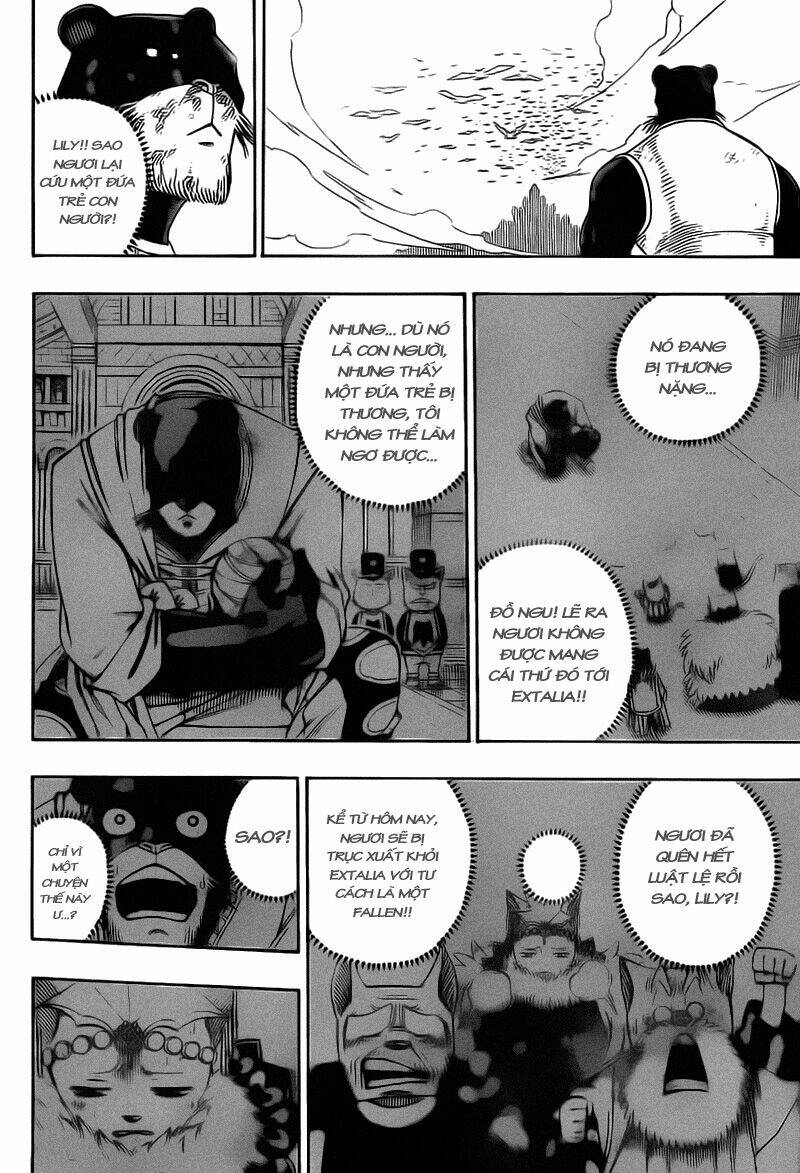 LILY!! SAO
NGƯƠI LẠI
CỨU MỘT ĐỨA
TRẺ CON
NGƯỜI?!
NÓ ĐANG
BỊ THƯƠNG
NẶNG...
ĐỒ NGU! LẼ RA
NGƯƠI KHÔNG
ĐƯỢC MANG
CÁI THỨ ĐÓ TỚI
EXTALIA!!
NHƯNG... DÙ NÓ
LÀ CON NGƯỜI,
NHƯNG THẤY
MỘT ĐỨA TRẺ BỊ
THƯƠNG, TÔI
KHÔNG THỂ LÀM
NGƠ ĐƯỢC...
NGƯƠI ĐÃ
QUÊN HẾT
LUẬT LỆ RỒI
SAO, LILY?!
KỂ TỪ HÔM NAY,
NGƯƠI SẼ BỊ
TRỤC XUẤT KHỎI
EXTALIA VỚI TƯ
CÁCH LÀ MỘT
FALLEN!!
SAO?!
CHỈ VÌ
MỘT
CHUYỆN
THẾ NÀY
Ư...?